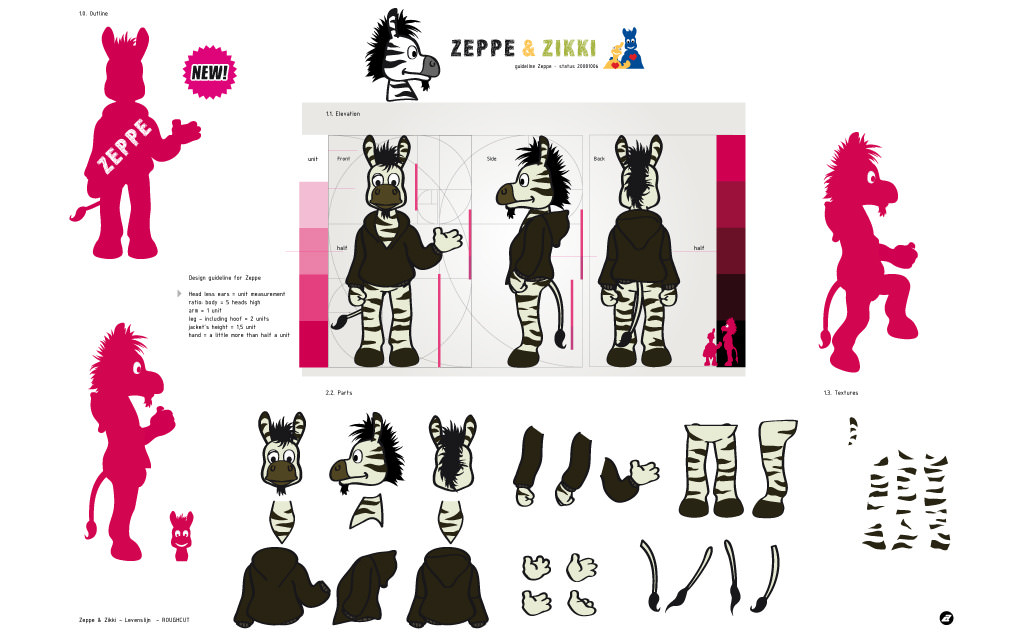 1.0. Outline
NEW!
ZEPPE
ZEPPE & ZIKKI
guideline Zeppe - status 20081006
1.1. Elevation
unit
Front
Side
Back
half
half
Design guideline for Zeppe
Head less ears = unit measurement
ratio: body = 5 heads high
arm = 1 unit
leg - including hoof = 2 units
jacket's height = 1,5 unit
hand = a little more than half a unit
2.2. Parts
1.3. Textures
Zeppe & Zikki - Levenslijn - ROUGHCUT